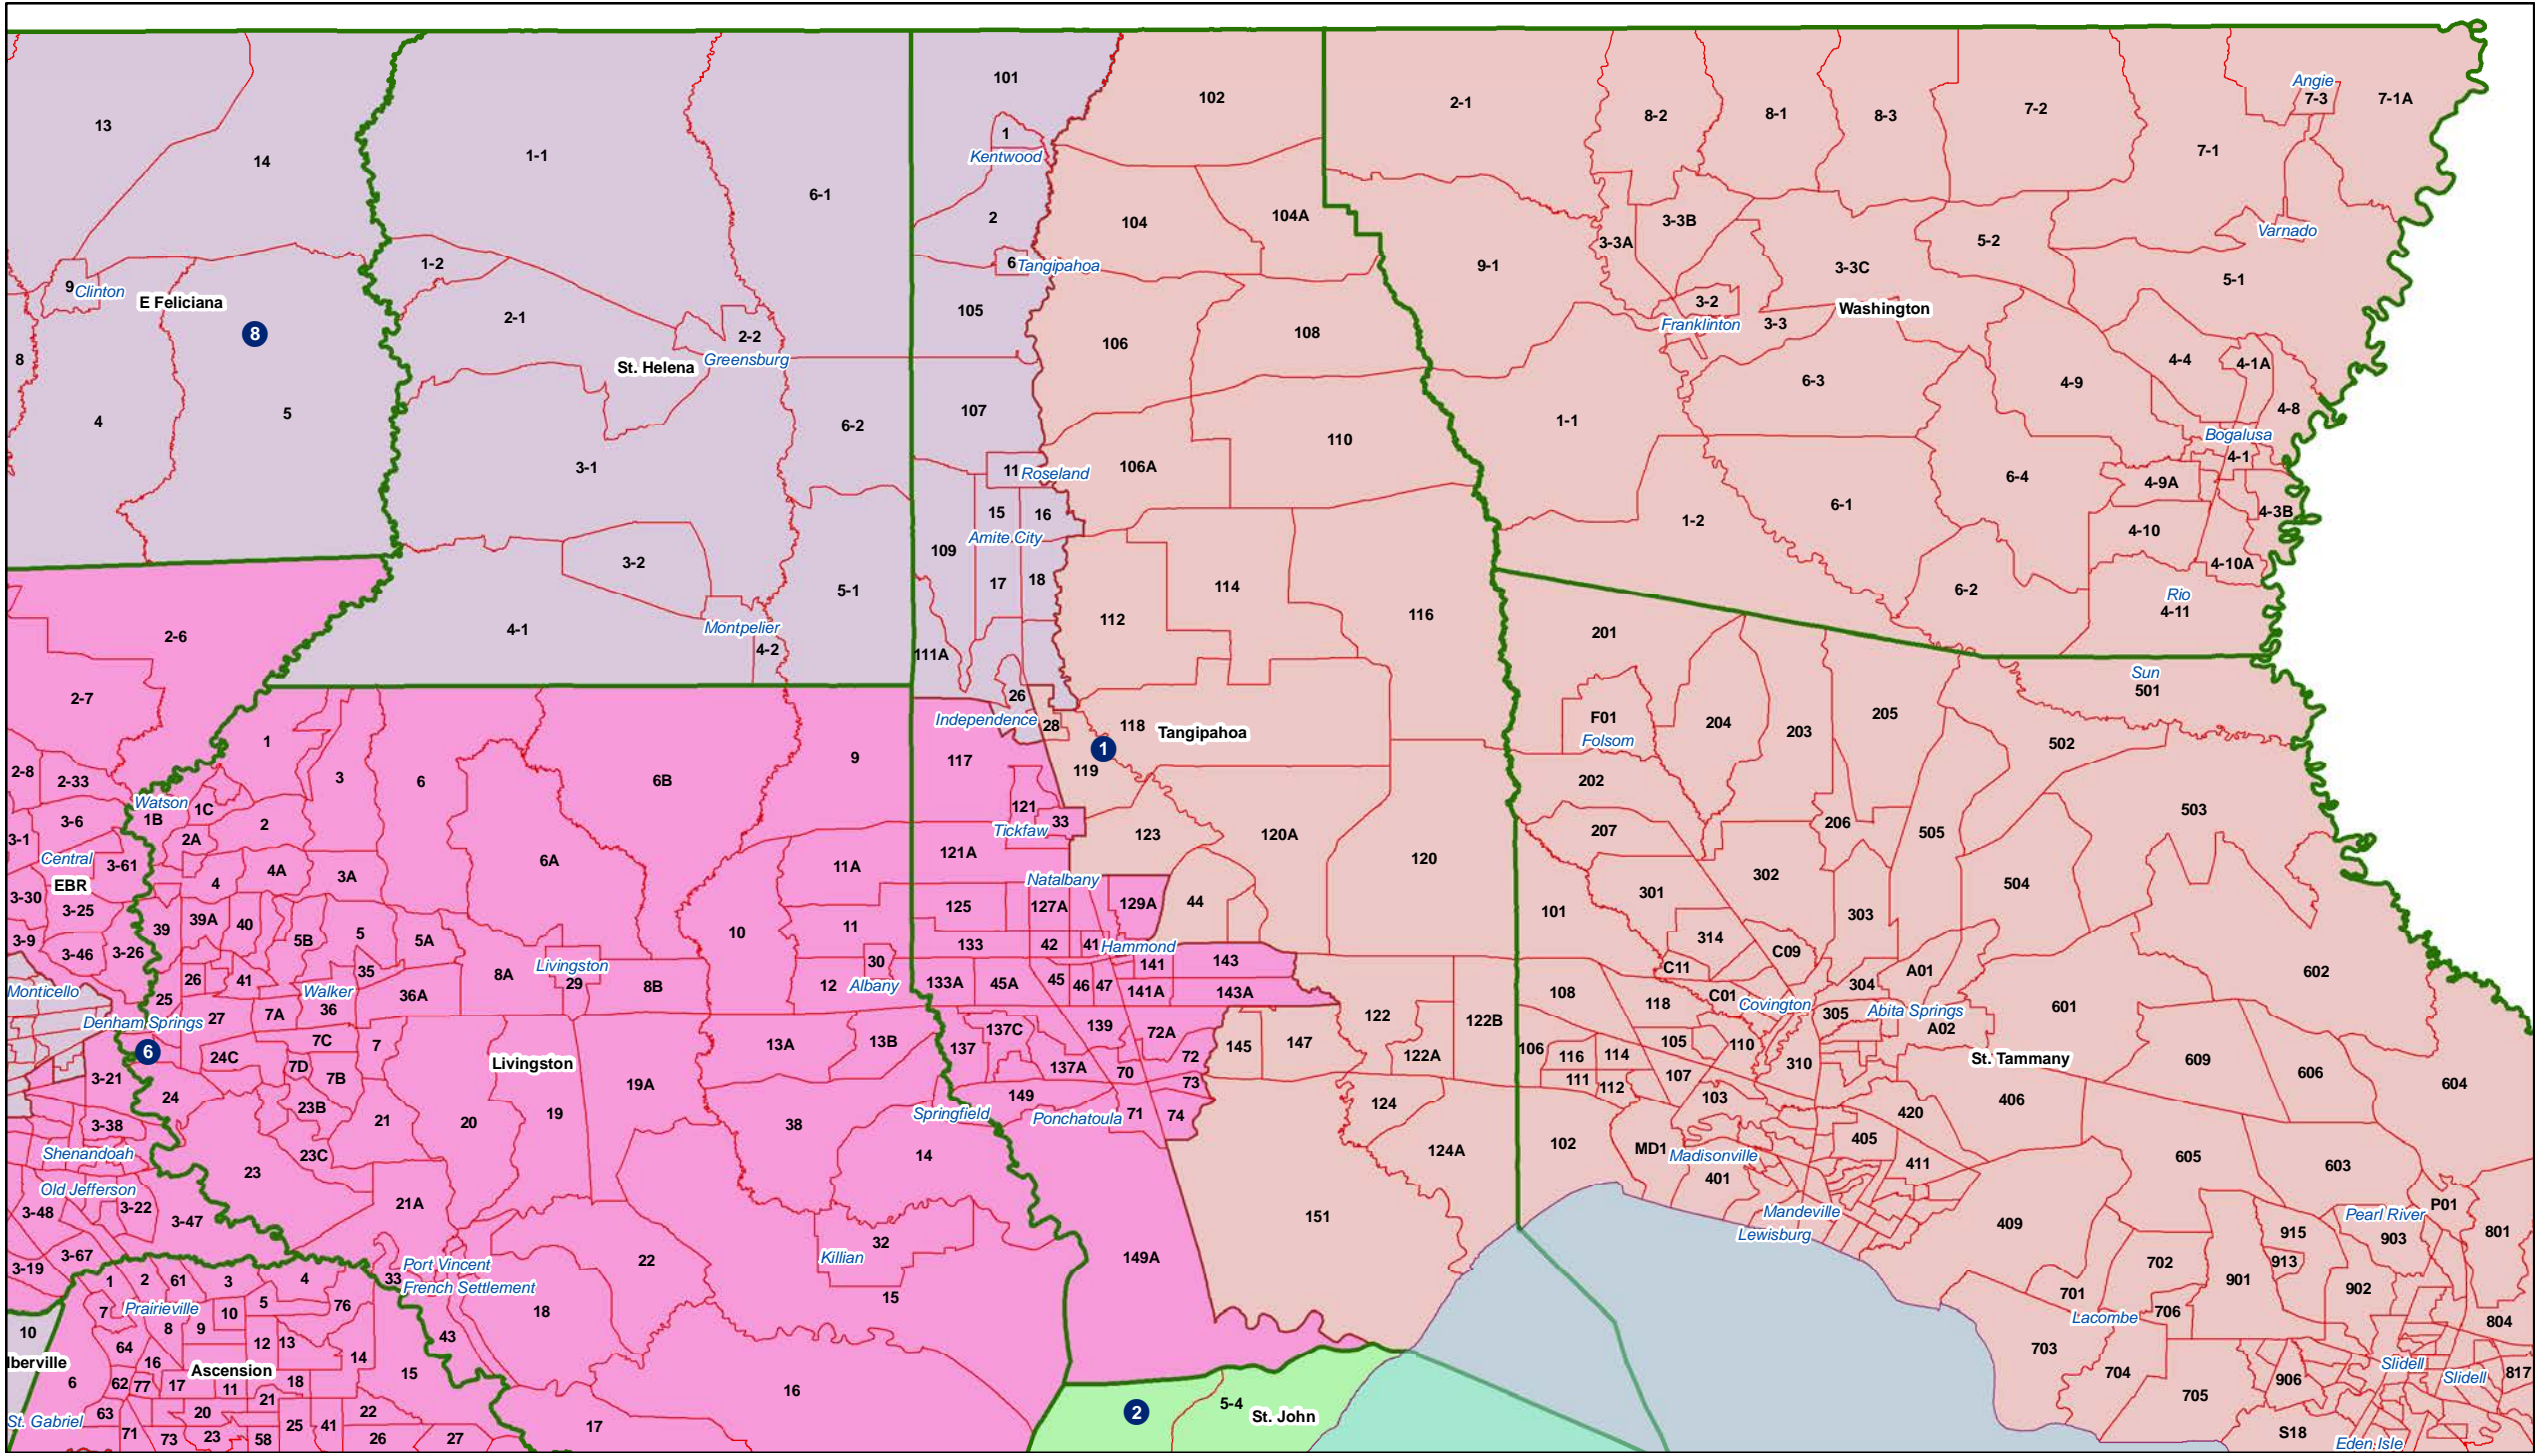 101
102
2-1
8-2
8-1
8-3
7-2
Angie
7-3
7-1A
13
14
1-1
6-1
1
Kentwood
7-1
2
104
104A
3-3A
3-3B
5-2
Varnado
9
Clinton
E Feliciana
8
1-2
6
Tangipahoa
9-1
3-3C
5-1
8
2-1
2-2
St. Helena
Greensburg
105
106
108
3-2
Franklinton
3-3
Washington
4-4
4-1A
4
5
6-2
107
110
1-1
6-3
4-9
4-8
Bogalusa
4-1
3-1
11
Roseland
106A
6-4
4-9A
4-3B
15
16
Amite City
1-2
6-1
4-10
4-10A
3-2
109
17
18
5-1
114
112
116
6-2
Rio
4-11
2-6
4-1
Montpelier
4-2
111A
201
2-7
26
Independence
28
118
Tangipahoa
1
F01
Folsom
204
203
205
Sun
501
502
1
3
6
6B
9
117
119
2-8
2-33
Watson
1B
1C
2
2A
3-6
3-1
121
33
Tickfaw
123
120A
202
207
206
505
503
Central
EBR
3-61
4
4A
3A
6A
11A
121A
Natalbany
120
302
301
504
3-30
3-25
39
39A
40
5B
5
5A
10
11
125
127A
129A
44
101
303
3-9
3-46
3-26
133
42
41
Hammond
314
C09
C11
26
41
35
Walker
36
36A
8A
Livingston
29
8B
12
30
Albany
133A
45A
45
46
47
141
141A
143
143A
304
A01
602
Monticello
25
27
7A
Denham Springs
6
108
118
C01
Covington
305
Abita Springs
A02
601
7C
7
24C
7D
7B
Livingston
13A
13B
137
137C
139
137A
72A
72
70
145
147
122
122A
122B
106
116
114
105
110
310
St. Tammany
609
606
604
3-21
24
23B
21
20
19
19A
149
73
71
74
Springfield
Ponchatoula
111
112
107
103
420
406
3-38
Shenandoah
23
23C
38
14
124
124A
102
MD1
Madisonville
401
405
411
605
603
Old Jefferson
3-48
3-22
3-47
21A
151
Mandeville
Lewisburg
409
Pearl River
P01
903
801
915
3-67
3-19
Port Vincent
French Settlement
33
22
Killian
32
15
149A
702
701
706
Lacombe
901
913
902
804
1
2
61
3
4
7
Prairieville
10
5
76
8
9
18
43
10
Iberville
64
16
12
13
14
15
Ascension
6
62
77
17
11
18
21
16
703
704
705
906
Slidell
Slidell
817
St. Gabriel
63
71
20
73
23
58
25
41
22
26
27
17
2
5-4
St. John
S18
Eden Isle